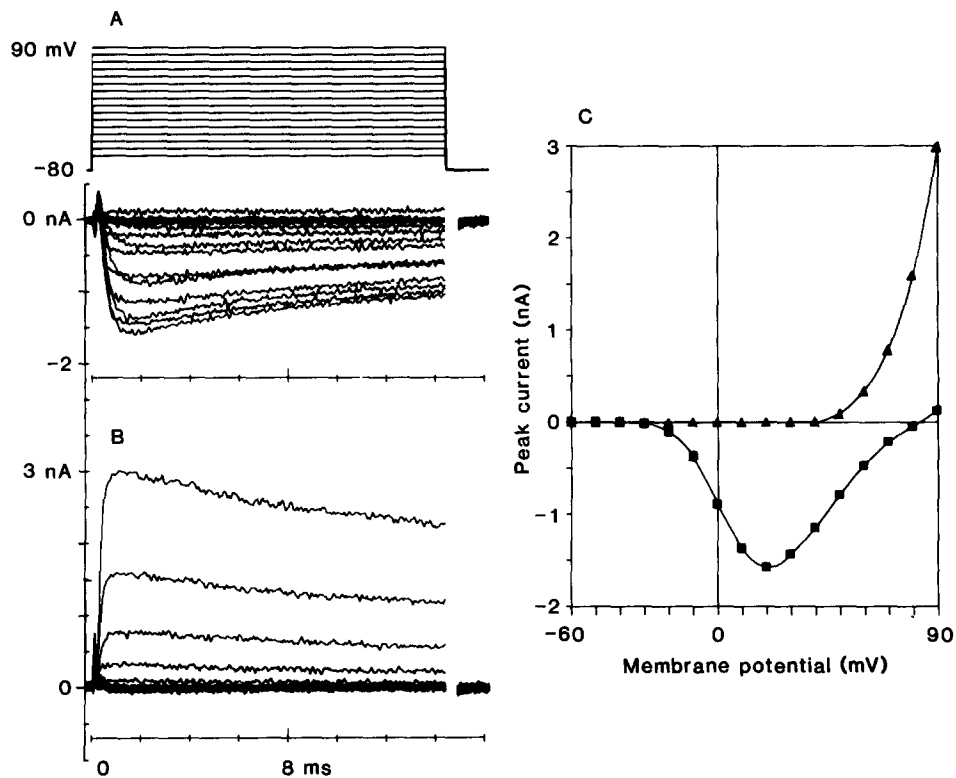 A
90 mV
-80
0 nA
-2
B
3 nA
0
0
8 ms
C
3
2
1
0
-1
-2
-60
0
90
Peak current (nA)
Membrane potential (mV)